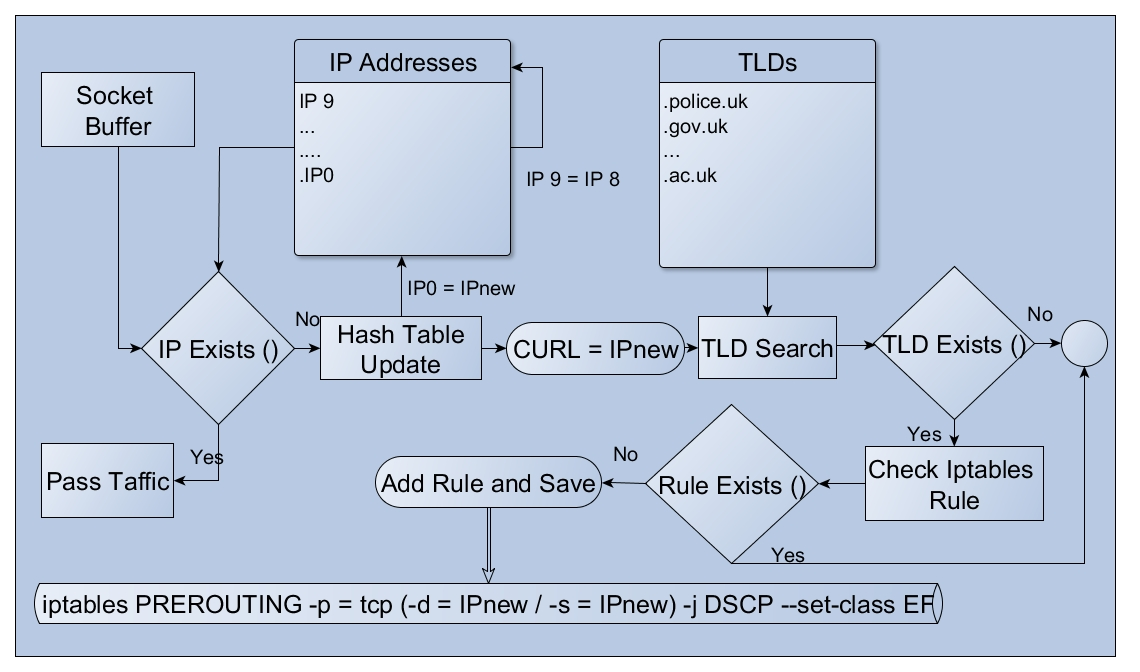 IP Addresses
TLDs
Socket
Buffer
IP 9
...
....
.IP0
.police.uk
.gov.uk
...
.ac.uk
IP 9 = IP 8
IP0 = IPnew
No
IP Exists ()
Hash Table
Update
CURL = IPnew
TLD Search
TLD Exists ()
No
Yes
Pass Taffic
Yes
Check Iptables
Rule
Rule Exists ()
No
Add Rule and Save
Yes
iptables PREROUTING -p = tcp (-d = IPnew / -s = IPnew) -j DSCP --set-class EF